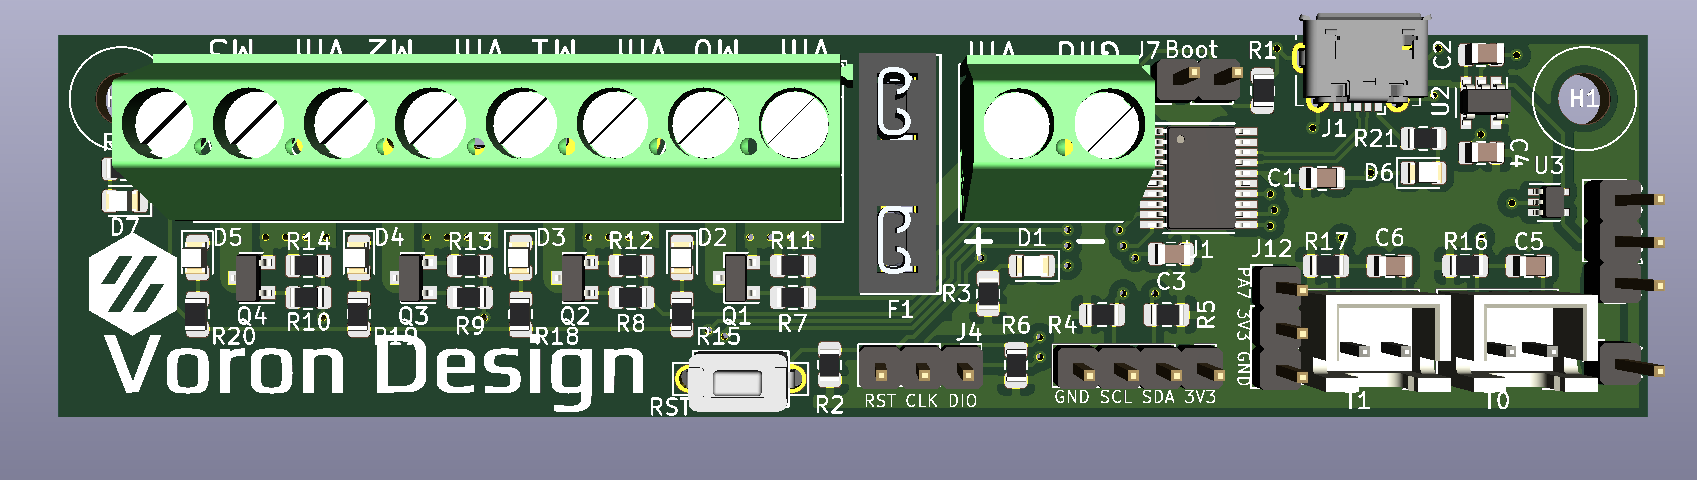 J7 Boot
R1
C2
U2
H1
J1
R21
C4
C1
D6
U3
D7
D5
R14
D4
R13
D3
R12
D2
R11
+
D1
−
U1
J12
R17
C6
R16
C5
C3
R3
F1
PA7 3V3 GND
Q4
R10
Q3
R9
Q2
R8
Q1
R7
J4
R6
R4
R5
R20
R19
R18
R15
Voron Design
RST
R2
RST CLK DIO
GND SCL SDA 3V3
T1
T0